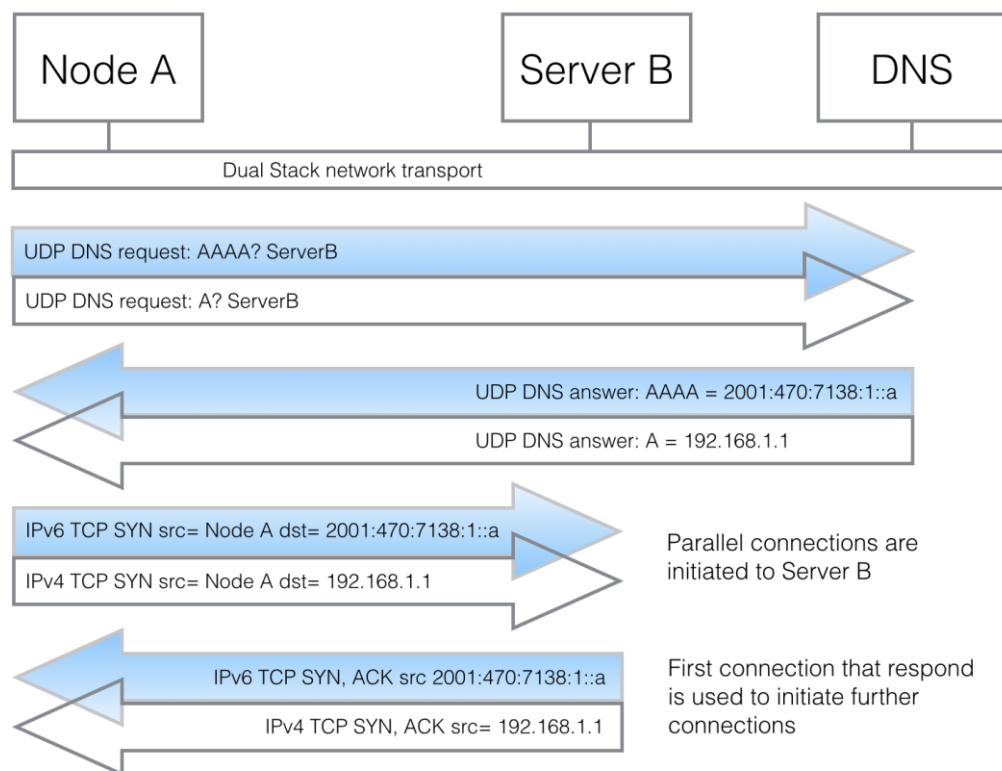 Node A
Server B
DNS
Dual Stack network transport
UDP DNS request: AAAA? ServerB
UDP DNS request: A? ServerB
UDP DNS answer: AAAA = 2001:470:7138:1::a
UDP DNS answer: A = 192.168.1.1
IPv6 TCP SYN src= Node A dst= 2001:470:7138:1::a
IPv4 TCP SYN src= Node A dst= 192.168.1.1
Parallel connections are
initiated to Server B
IPv6 TCP SYN, ACK src 2001:470:7138:1::a
IPv4 TCP SYN, ACK src= 192.168.1.1
First connection that respond
is used to initiate further
connections